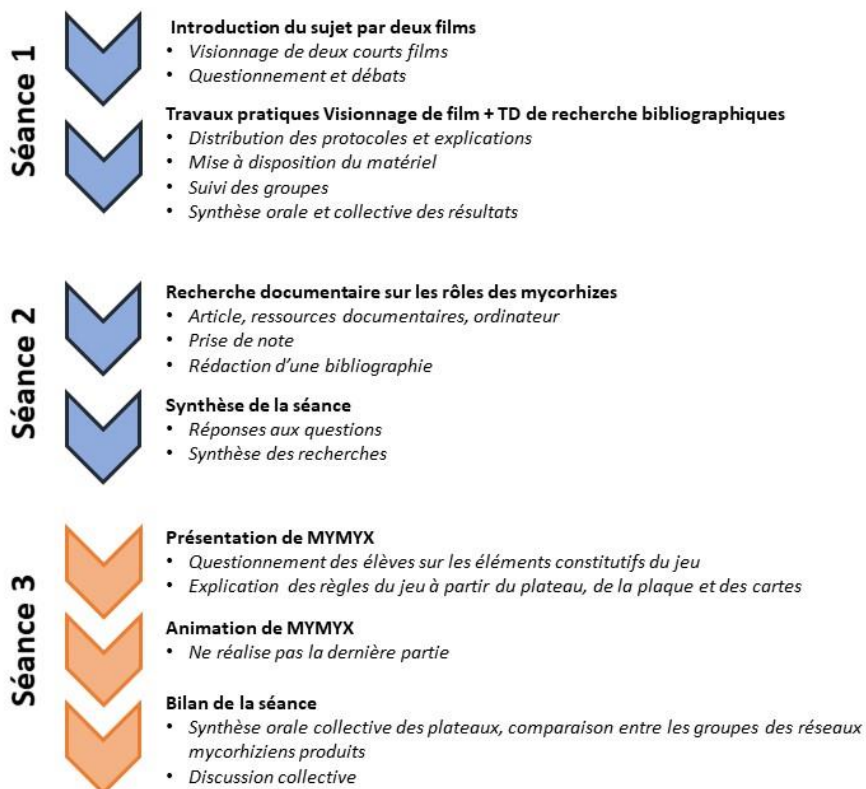 Séance 1
Introduction du sujet par deux films
• Visionnage de deux courts films
• Questionnement et débats
Travaux pratiques Visionnage de film + TD de recherche bibliographiques
• Distribution des protocoles et explications
• Mise à disposition du matériel
• Suivi des groupes
• Synthèse orale et collective des résultats
Séance 2
Recherche documentaire sur les rôles des mycorhizes
• Article, ressources documentaires, ordinateur
• Prise de note
• Rédaction d'une bibliographie
Synthèse de la séance
• Réponses aux questions
• Synthèse des recherches
Séance 3
Présentation de MYMYX
• Questionnement des élèves sur les éléments constitutifs du jeu
• Explication des règles du jeu à partir du plateau, de la plaque et des cartes
Animation de MYMYX
• Ne réalise pas la dernière partie
Bilan de la séance
• Synthèse orale collective des plateaux, comparaison entre les groupes des réseaux
mycorhiziens produits
• Discussion collective